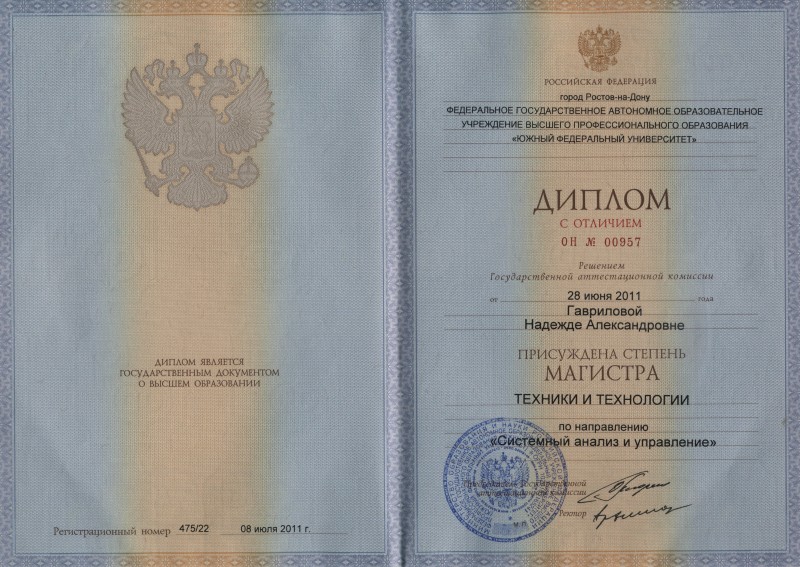 ДИПЛОМ ЯВЛЯЕТСЯ
ГОСУДАРСТВЕННЫМ ДОКУМЕНТОМ
О ВЫСШЕМ ОБРАЗОВАНИИ
Регистрационный номер 475/22 08 июля 2011 г.
РОССИЙСКАЯ ФЕДЕРАЦИЯ
город Ростов-на-Дону
ФЕДЕРАЛЬНОЕ ГОСУДАРСТВЕННОЕ АВТОНОМНОЕ ОБРАЗОВАТЕЛЬНОЕ
УЧРЕЖДЕНИЕ ВЫСШЕГО ПРОФЕССИОНАЛЬНОГО ОБРАЗОВАНИЯ
«ЮЖНЫЙ ФЕДЕРАЛЬНЫЙ УНИВЕРСИТЕТ»
ДИПЛОМ
С ОТЛИЧИЕМ
ОН № 00957
Решением
Государственной аттестационной комиссии
от 28 июня 2011 года
Гавриловой
Надежде Александровне
ПРИСУЖДЕНА СТЕПЕНЬ
МАГИСТРА
ТЕХНИКИ И ТЕХНОЛОГИИ
по направлению
«Системный анализ и управление»
Председатель Государственной
аттестационной комиссии
Ректор
М.П.